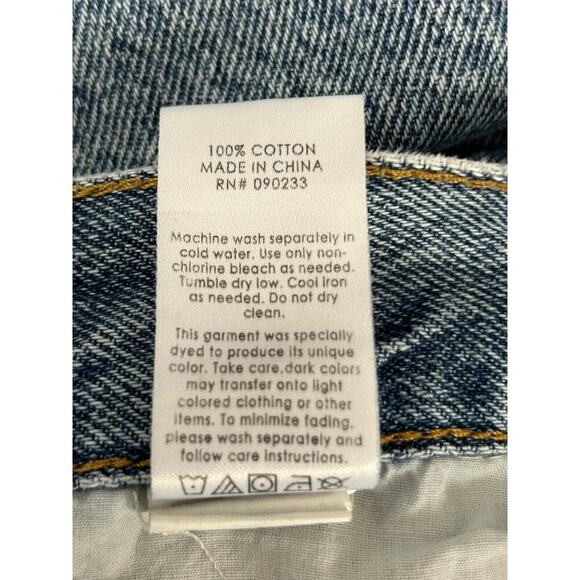 100% COTTON
MADE IN CHINA
RN# 090233
Machine wash separately in
cold water. Use only non-
chlorine bleach as needed.
Tumble dry low. Cool iron
as needed. Do not dry
clean.
This garment was specially
dyed to produce its unique
color. Take care,dark colors
may transfer onto light
colored clothing or other
items. To minimize fading,
please wash separately and
follow care instructions.